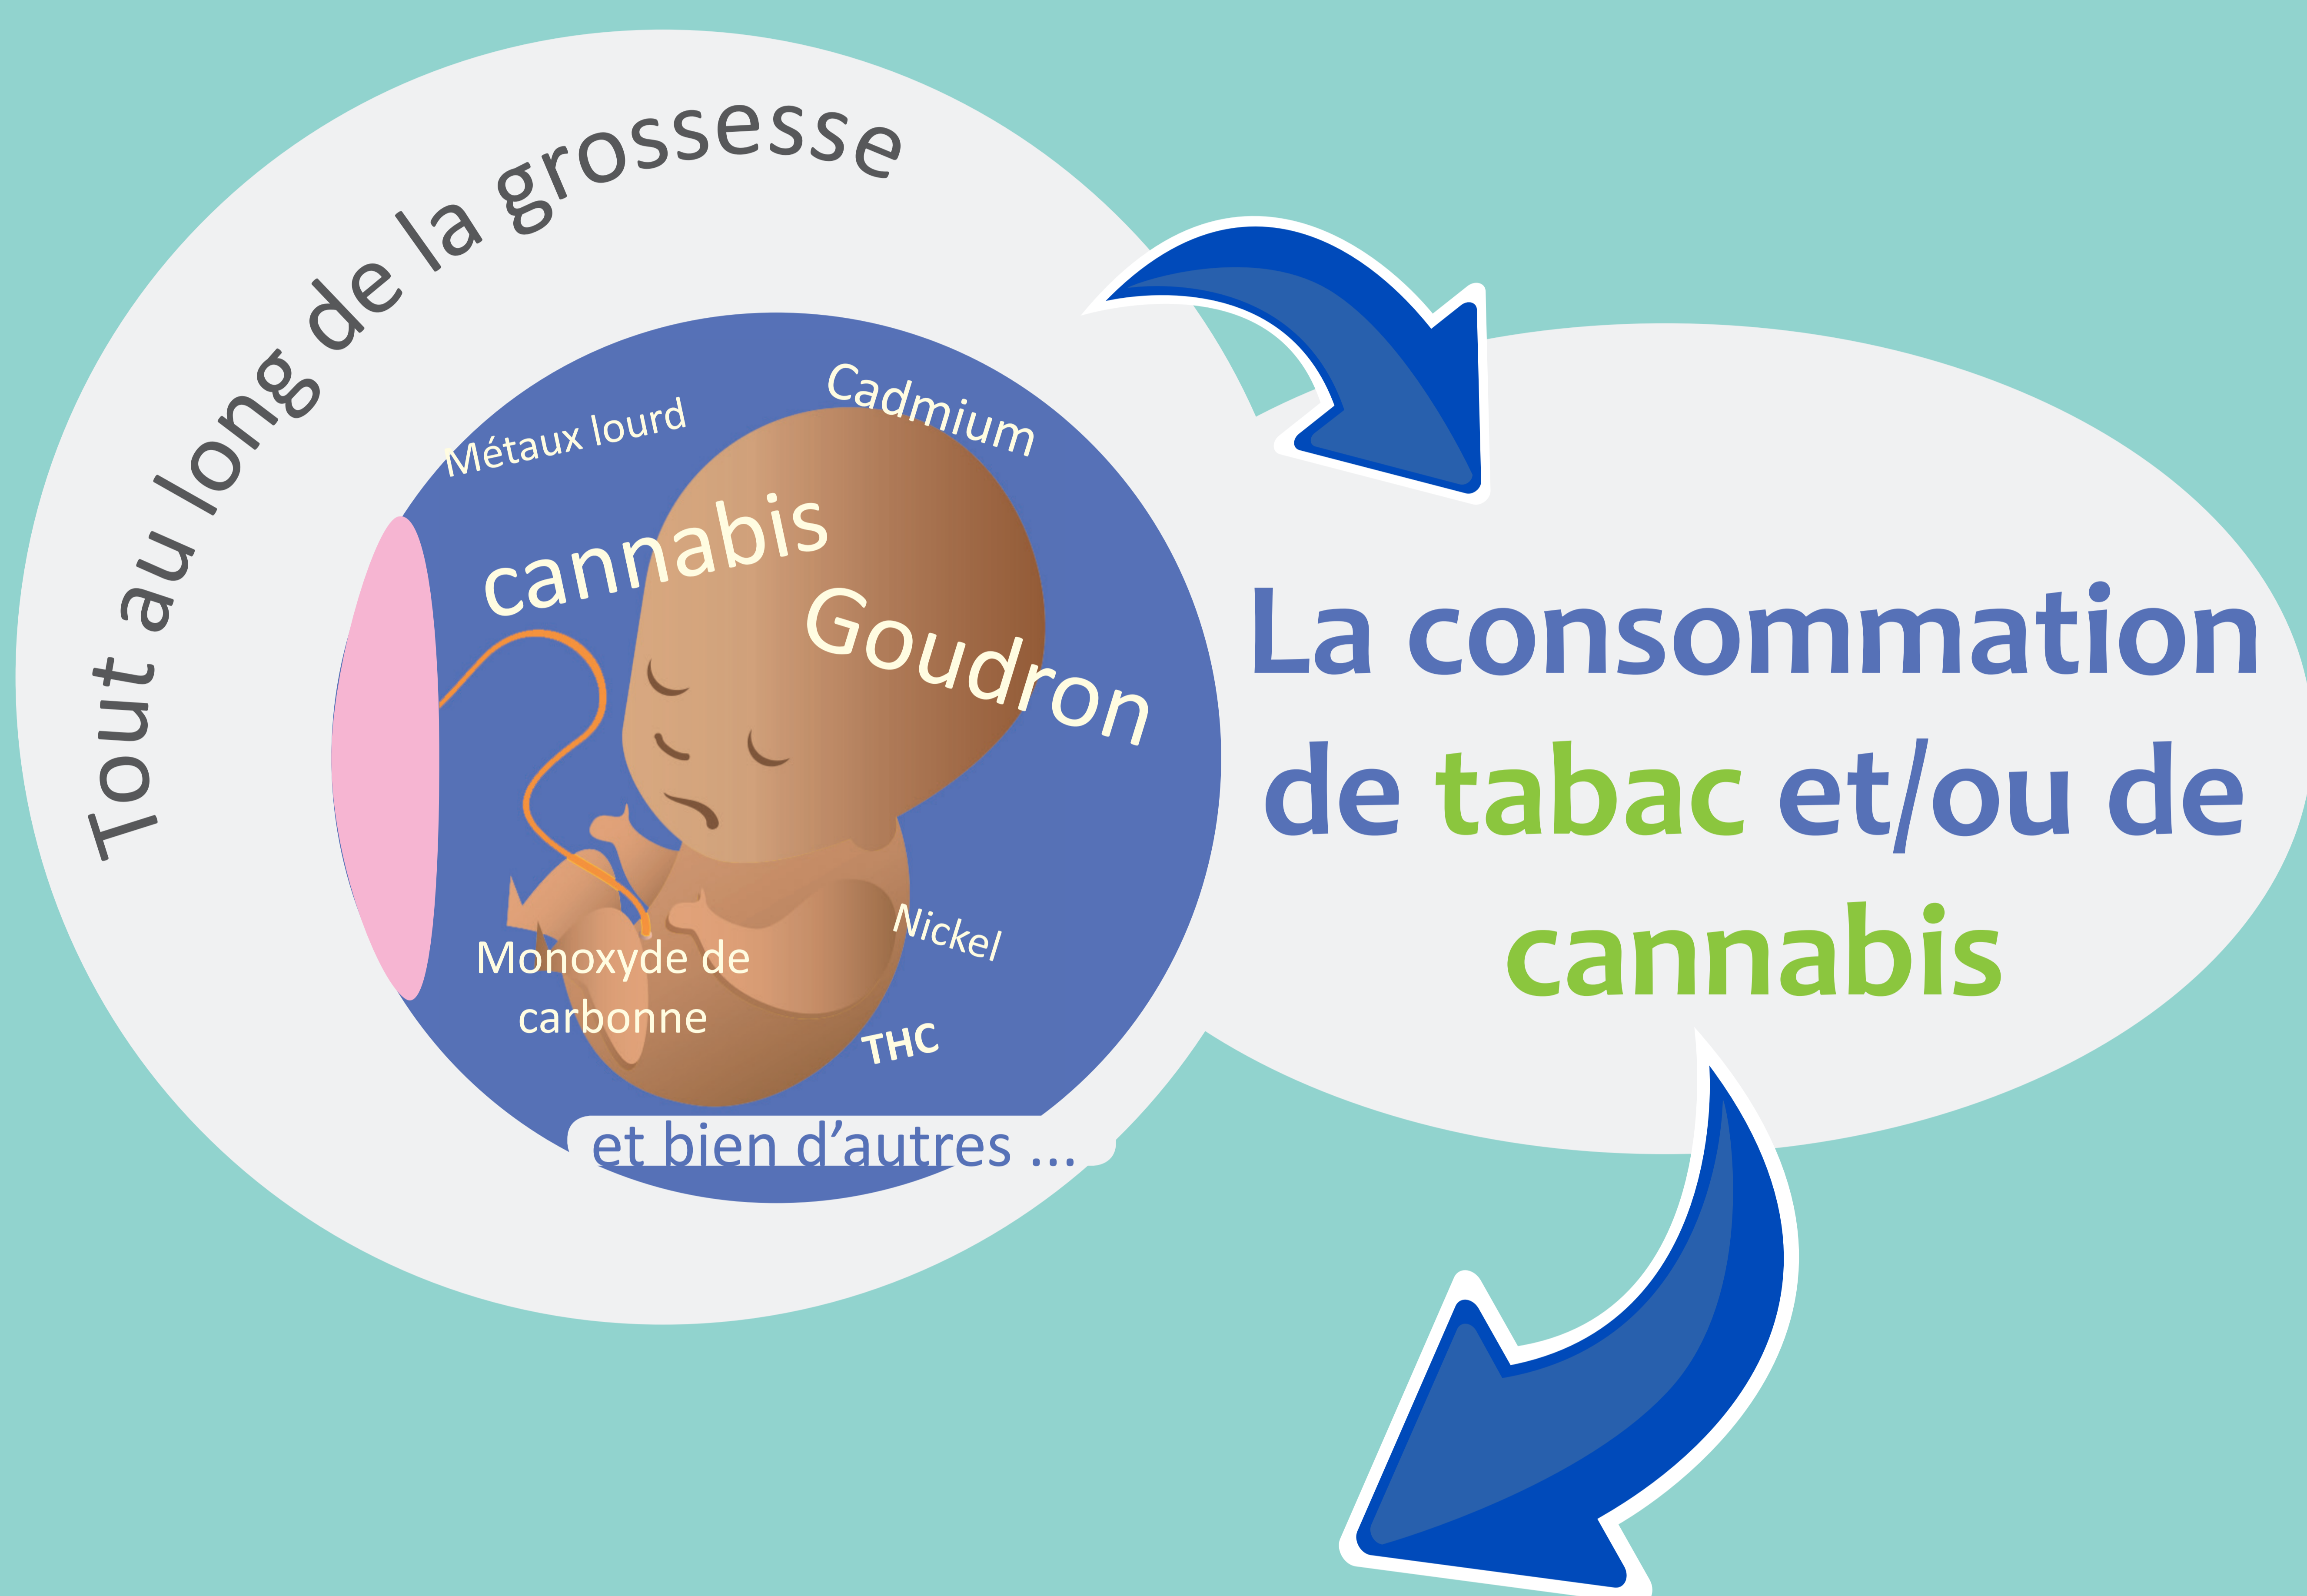 Tout au long de la grossesse
Métaux lourd
Cadmium
cannabis
Goudron
Monoxyde de
carbonne
Nickel
THC
et bien d’autres ...
La consommation
de tabac et/ou de
cannabis